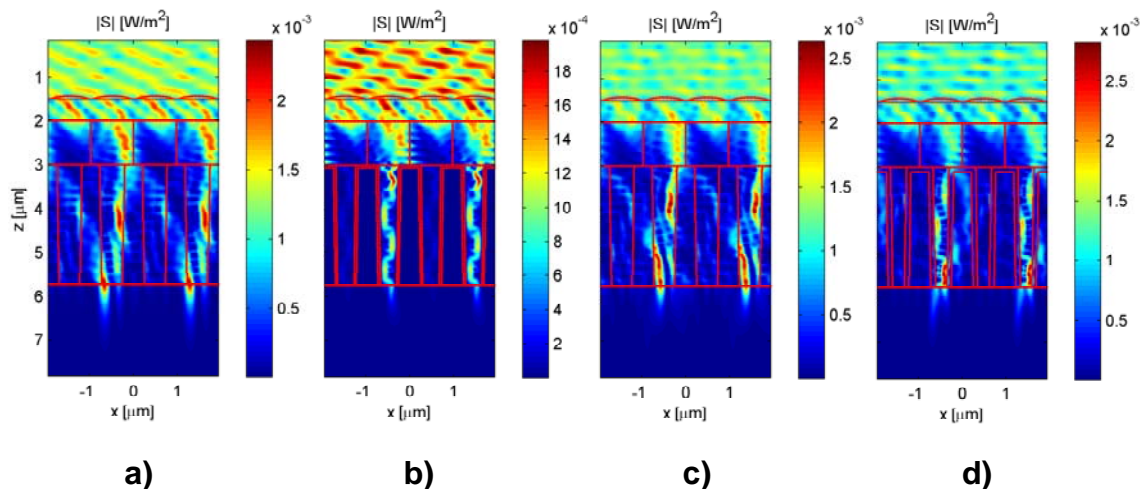 |S| [W/m²] x 10⁻³
|S| [W/m²] x 10⁻⁴
|S| [W/m²] x 10⁻³
|S| [W/m²] x 10⁻³
z [µm]
1
2
3
4
5
6
7
2
1.5
1
0.5
18
16
14
12
10
8
6
4
2
2.5
2
1.5
1
0.5
2.5
2
1.5
1
0.5
-1 0 1
-1 0 1
-1 0 1
-1 0 1
x [µm]
x [µm]
x [µm]
x [µm]
a) b) c) d)